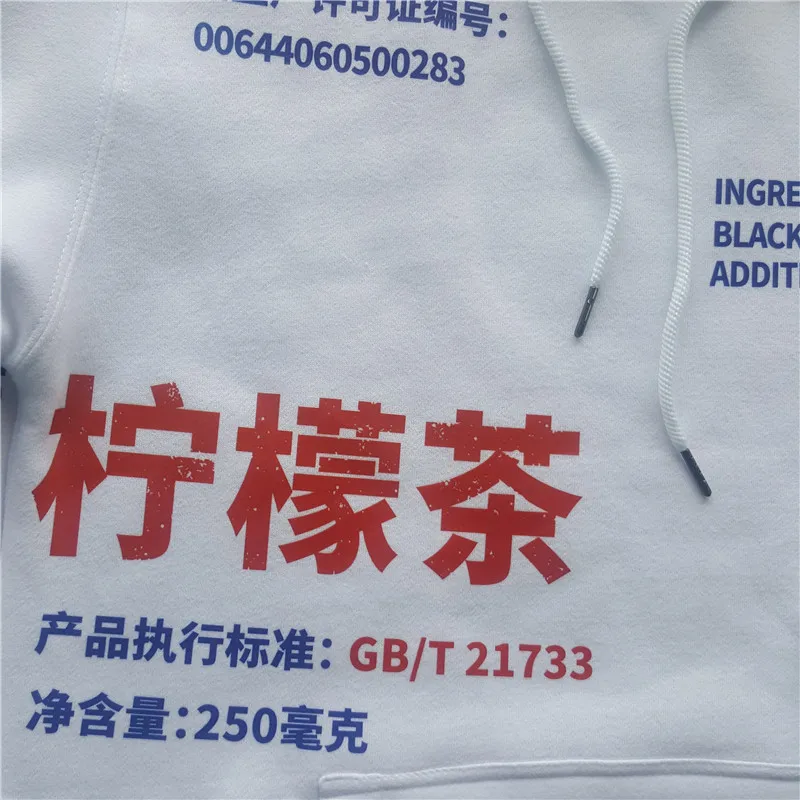 产许可证编号：
00644060500283
INGRE
BLACK
ADDITI
柠檬茶
产品执行标准：GB/T 21733
净含量：250毫克